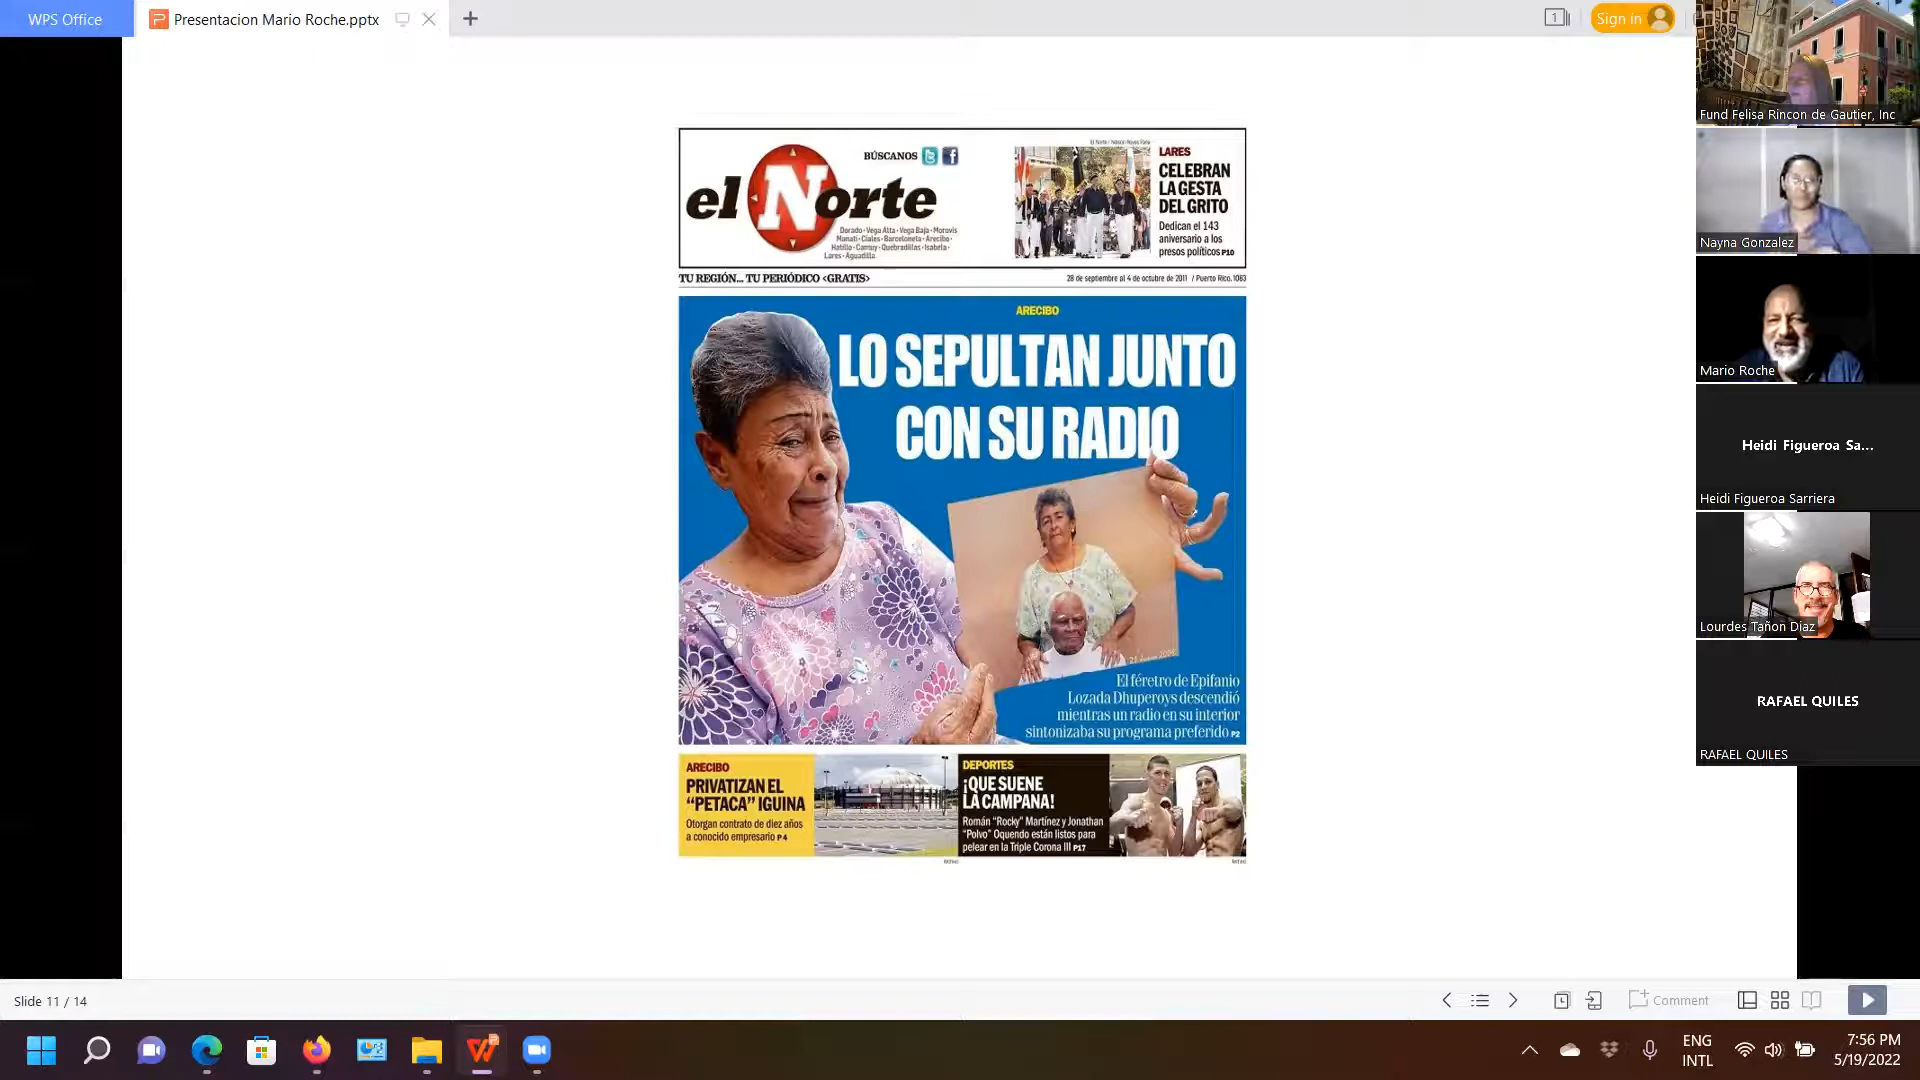 WPS Office
Presentacion Mario Roche.pptx
1
Sign in
BÚSCANOS
el Norte
Dorado • Vega Alta • Vega Baja • Morovis
Manatí • Ciales • Barceloneta • Arecibo •
Hatillo • Camuy • Quebradillas • Isabela •
Lares • Aguadilla
LARES
CELEBRAN
LA GESTA
DEL GRITO
Dedican el 143
aniversario a los
presos políticos P10
TU REGIÓN... TU PERIÓDICO <GRATIS>
28 de septiembre al 4 de octubre de 2011 / Puerto Rico.
ARECIBO
LO SEPULTAN JUNTO
CON SU RADIO
El féretro de Epifanio
Lozada Dhuperoys descendió
mientras un radio en su interior
sintonizaba su programa preferido P2
ARECIBO
PRIVATIZAN EL
“PETACA” IGUINA
Otorgan contrato de diez años
a conocido empresario P4
DEPORTES
¡QUE SUENE
LA CAMPANA!
Román “Rocky” Martínez y Jonathan
“Polvo” Oquendo están listos para
pelear en la Triple Corona III P17
Fund Felisa Rincon de Gautier, Inc
Nayna Gonzalez
Mario Roche
Heidi Figueroa Sa...
Heidi Figueroa Sarriera
Lourdes Tañon Diaz
RAFAEL QUILES
RAFAEL QUILES
Slide 11 / 14
Comment
ENG
INTL
7:56 PM
5/19/2022